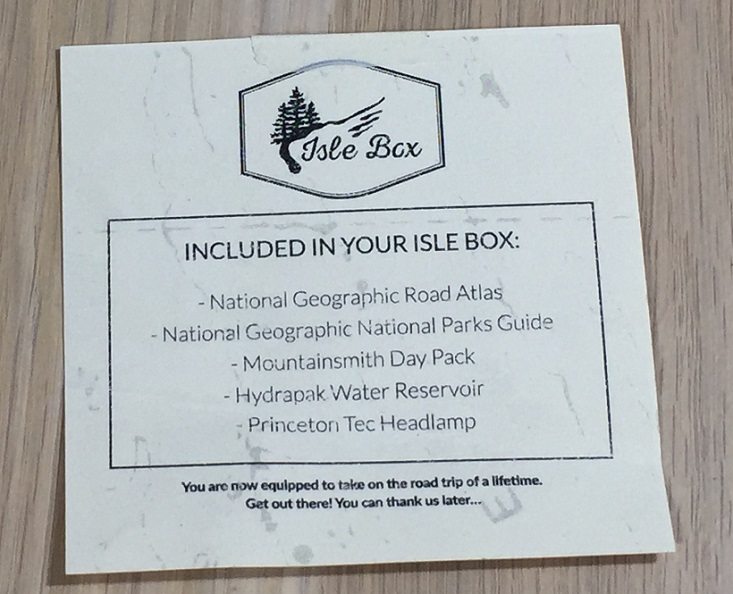 Isle Box
INCLUDED IN YOUR ISLE BOX:
- National Geographic Road Atlas
- National Geographic National Parks Guide
- Mountainsmith Day Pack
- Hydrapak Water Reservoir
- Princeton Tec Headlamp
You are now equipped to take on the road trip of a lifetime.
Get out there! You can thank us later...